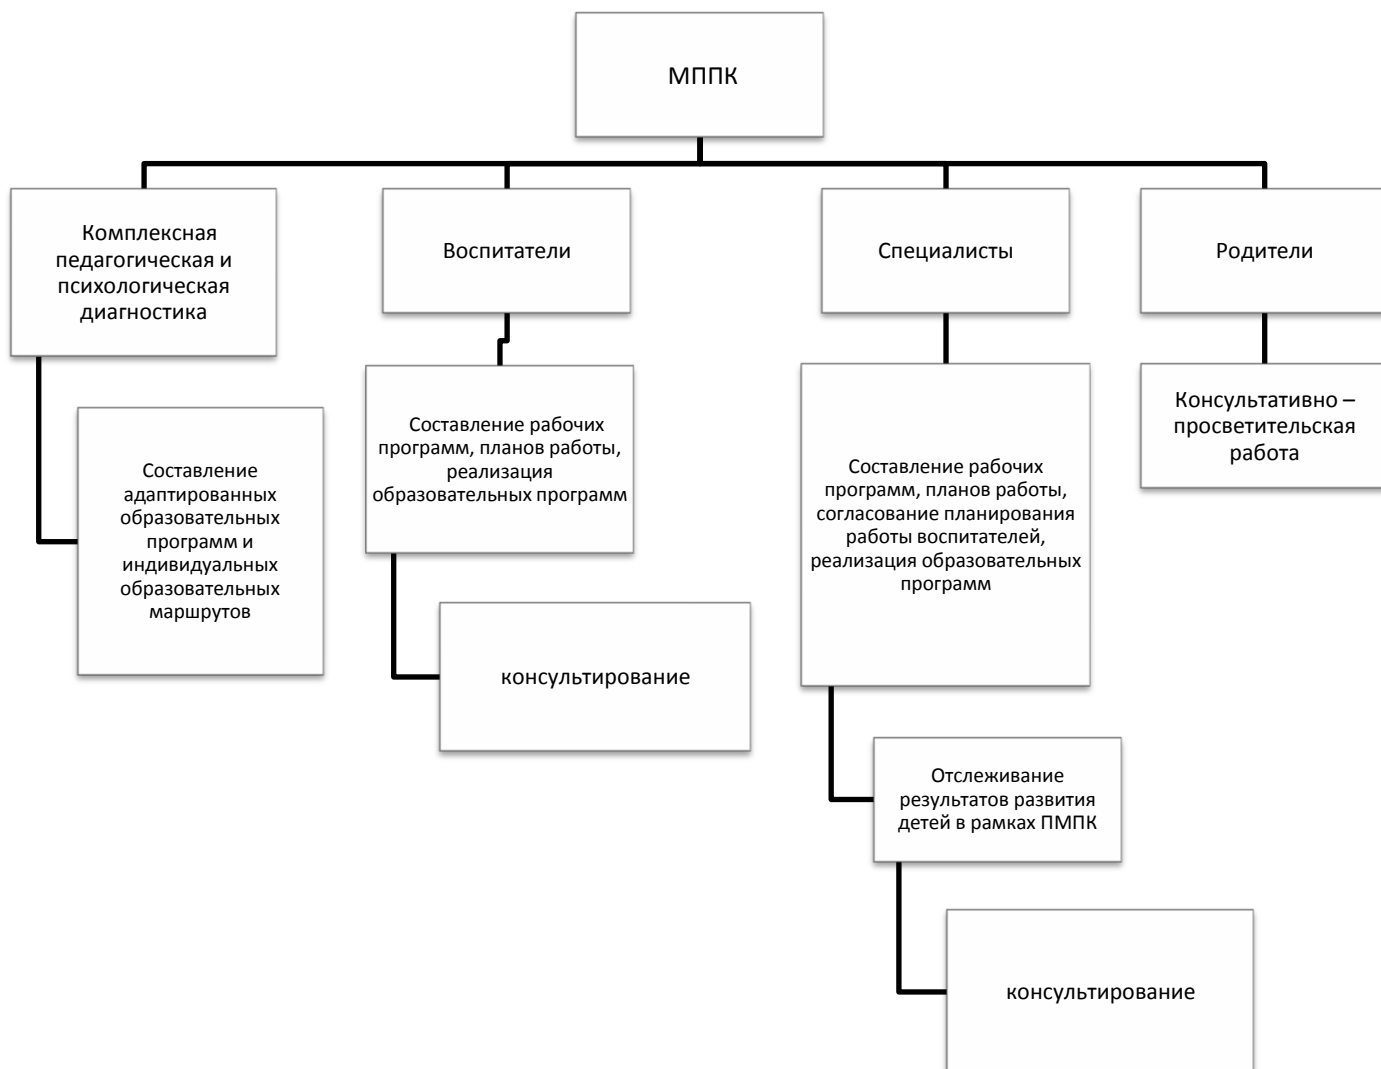 МППК
Комплексная
педагогическая и
психологическая
диагностика
Воспитатели
Специалисты
Родители
Составление
адаптированных
образовательных
программ и
индивидуальных
образовательных
маршрутов
Составление рабочих
программ, планов работы,
реализация
образовательных программ
консультирование
Составление рабочих
программ, планов работы,
согласование планирования
работы воспитателей,
реализация образовательных
программ
Отслеживание
результатов развития
детей в рамках ПМПК
консультирование
Консультативно –
просветительская
работа